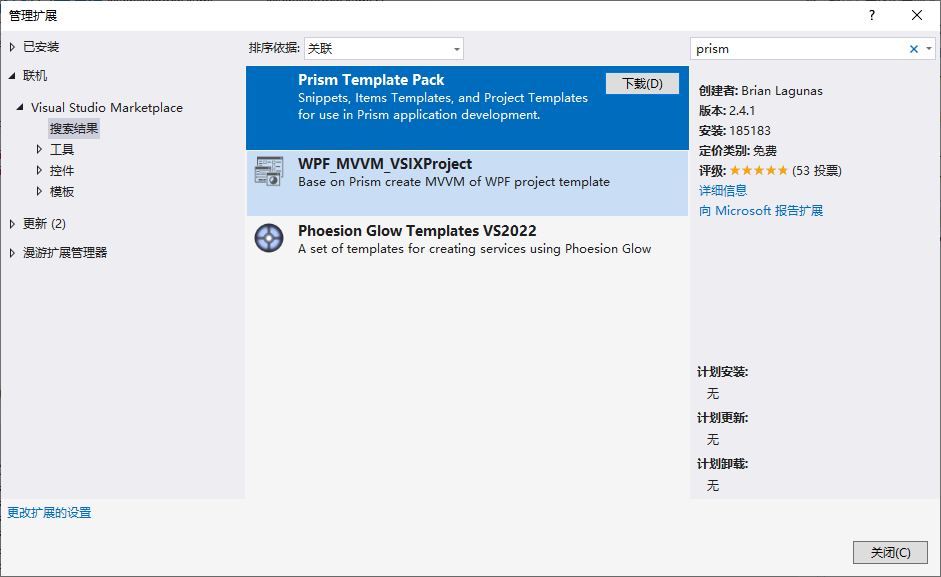 管理扩展
?
已安装
联机
Visual Studio Marketplace
搜索结果
工具
控件
模板
更新 (2)
漫游扩展管理器
更改扩展的设置
排序依据: 关联
Prism Template Pack
下载(D)
Snippets, Items Templates, and Project Templates
for use in Prism application development.
WPF_MVVM_VSIXProject
Base on Prism create MVVM of WPF project template
Phoesion Glow Templates VS2022
A set of templates for creating services using Phoesion Glow
prism
创建者: Brian Lagunas
版本: 2.4.1
安装: 185183
定价类别: 免费
评级: ★★★★★ (53 投票)
详细信息
向 Microsoft 报告扩展
计划安装:
无
计划更新:
无
计划卸载:
无
关闭(C)